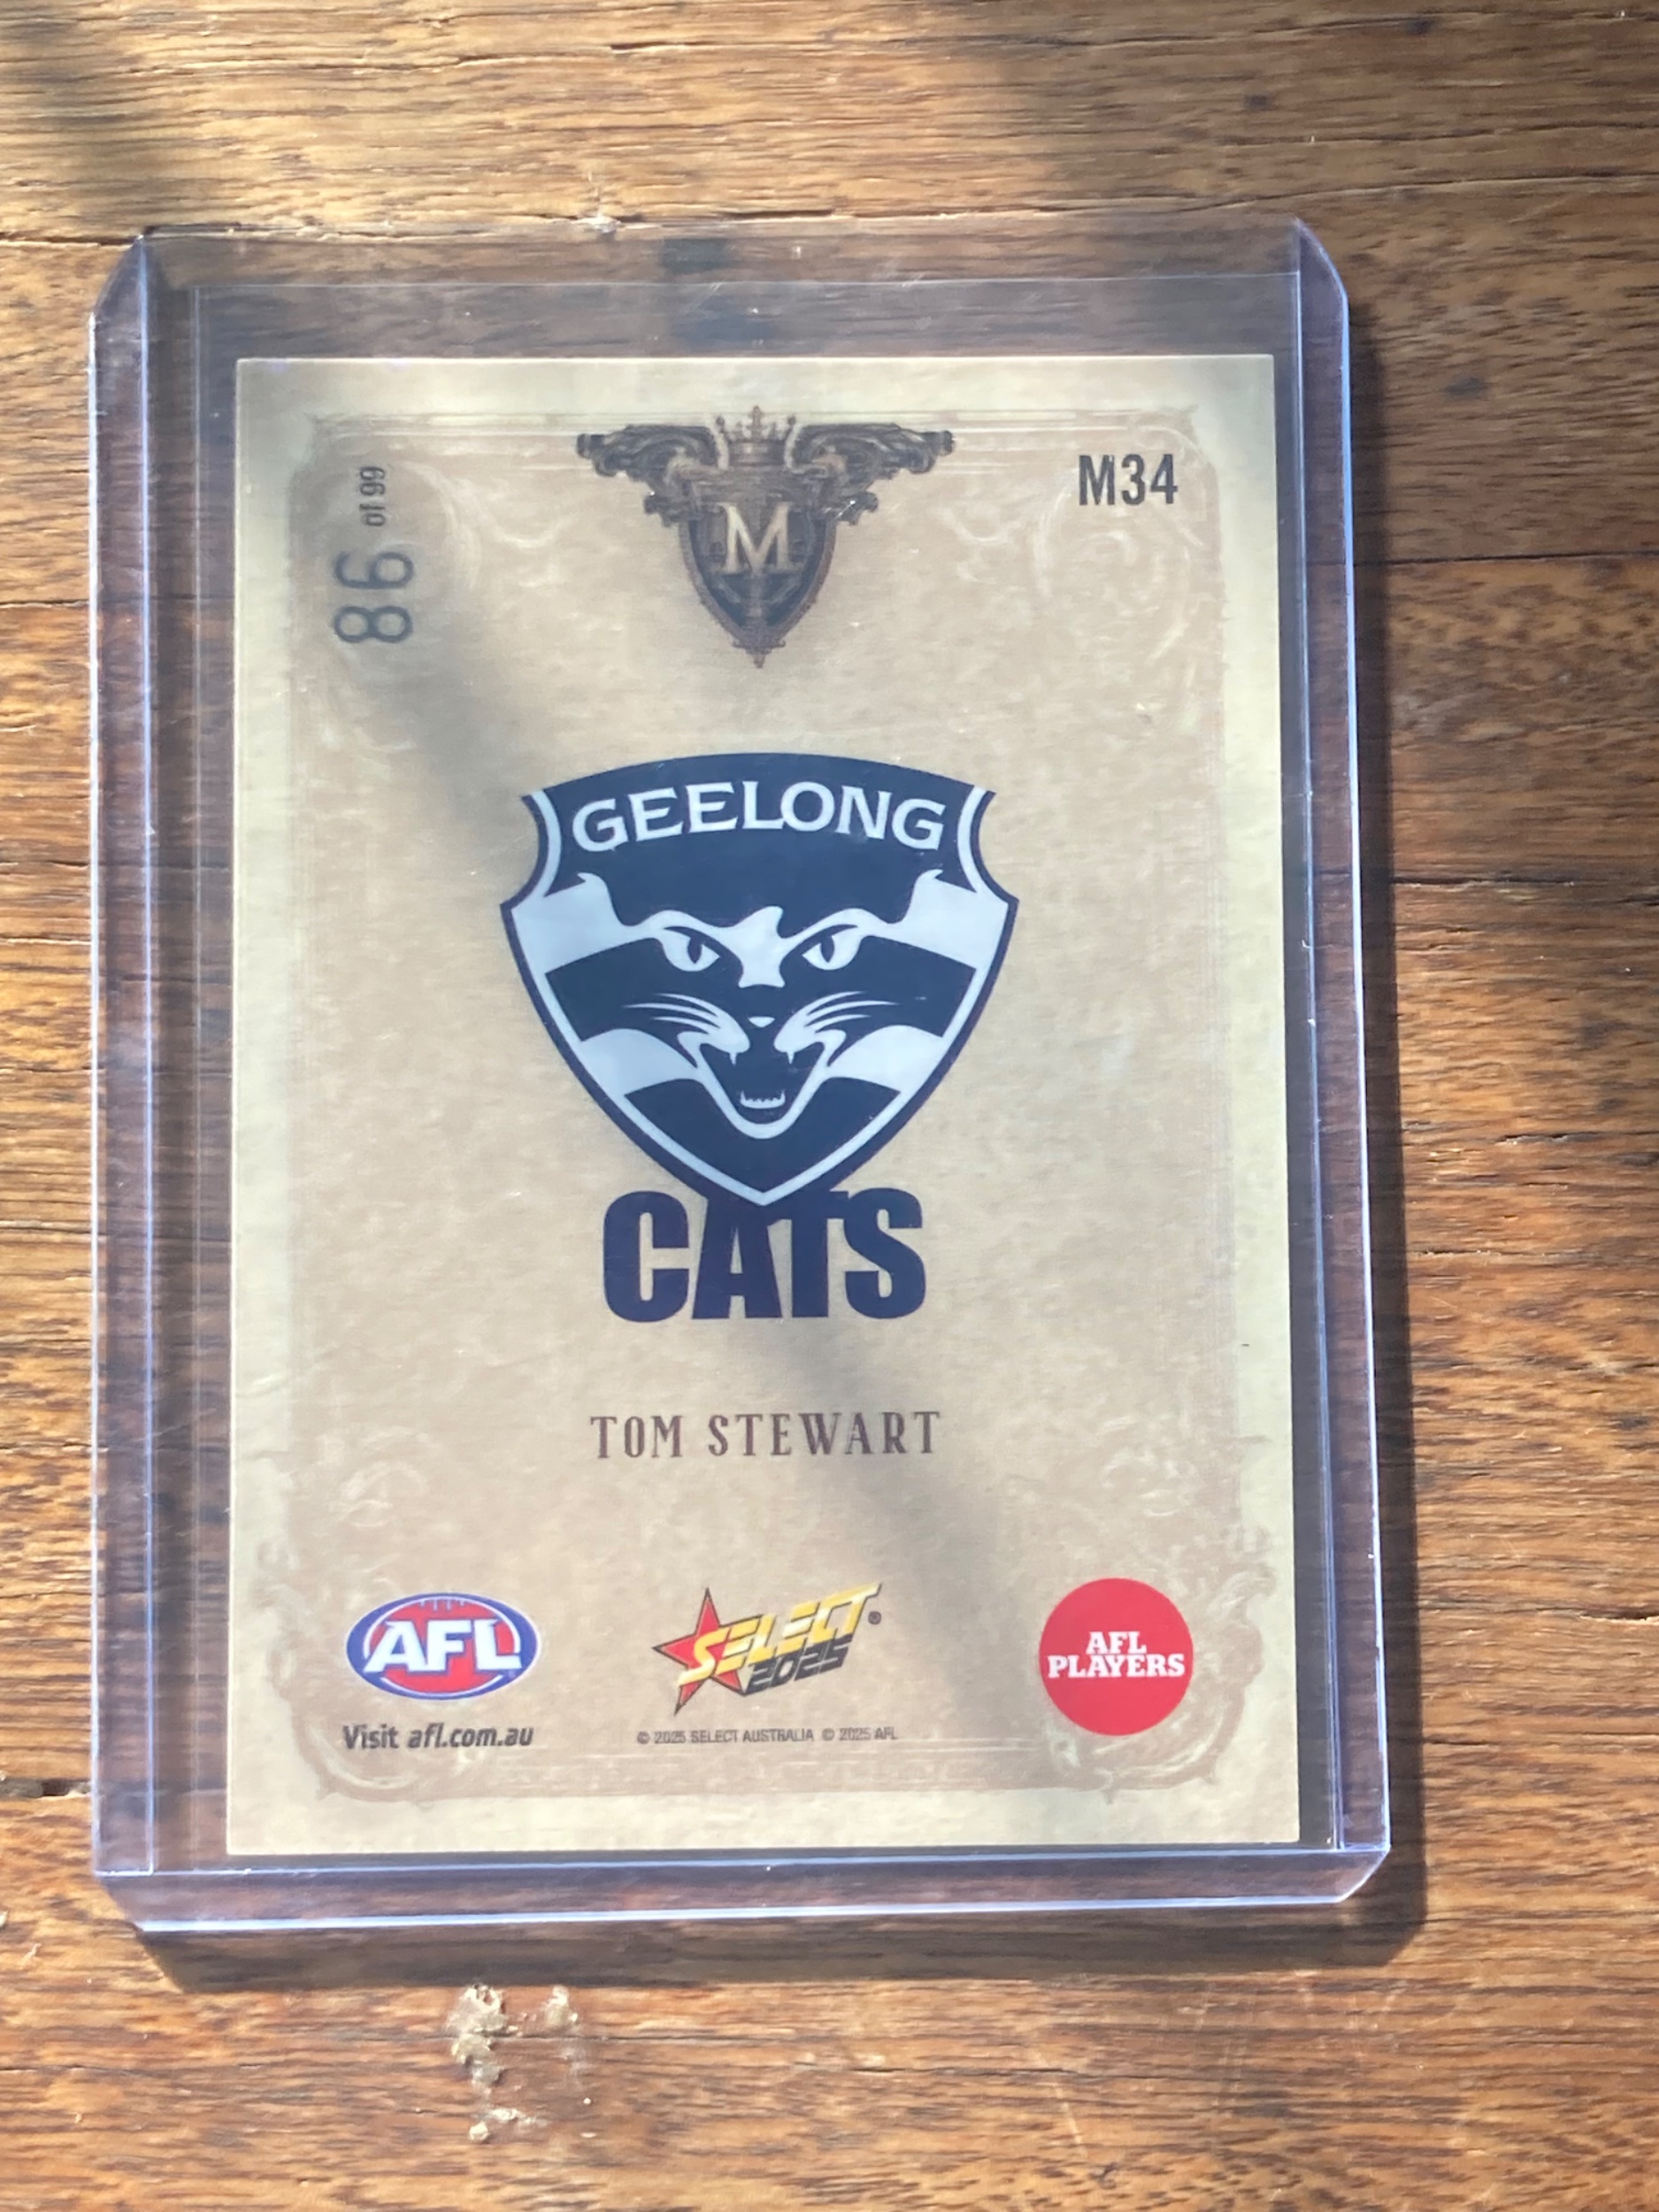 86 of 99
M
M34
GEELONG
CATS
TOM STEWART
AFL
Visit afl.com.au
SELECT®
2025
© 2025 SELECT AUSTRALIA © 2025 AFL
AFL
PLAYERS